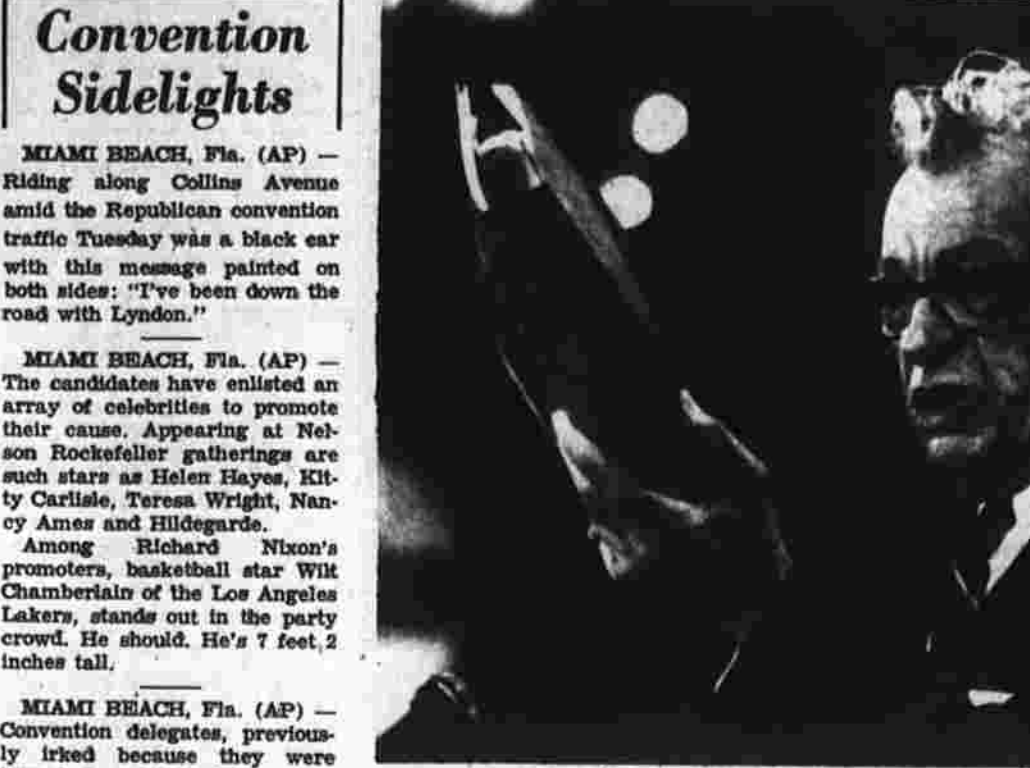 Convention
Sidelights
MIAMI BEACH, Fla. (AP) —
Riding along Collins Avenue
amid the Republican convention
traffic Tuesday was a black car
with this message painted on
both sides: "I've been down the
road with Lyndon."
MIAMI BEACH, Fla. (AP) —
The candidates have enlisted an
array of celebrities to promote
their cause. Appearing at Nel-
son Rockefeller gatherings are
such stars as Helen Hayes, Kit-
ty Carlisle, Teresa Wright, Nan-
cy Ames and Hildegarde.
Among Richard Nixon's
promoters, basketball star Wilt
Chamberlain of the Los Angeles
Lakers, stands out in the party
crowd. He should. He's 7 feet 2
inches tall.
MIAMI BEACH, Fla. (AP) —
Convention delegates, previous-
ly irked because they were